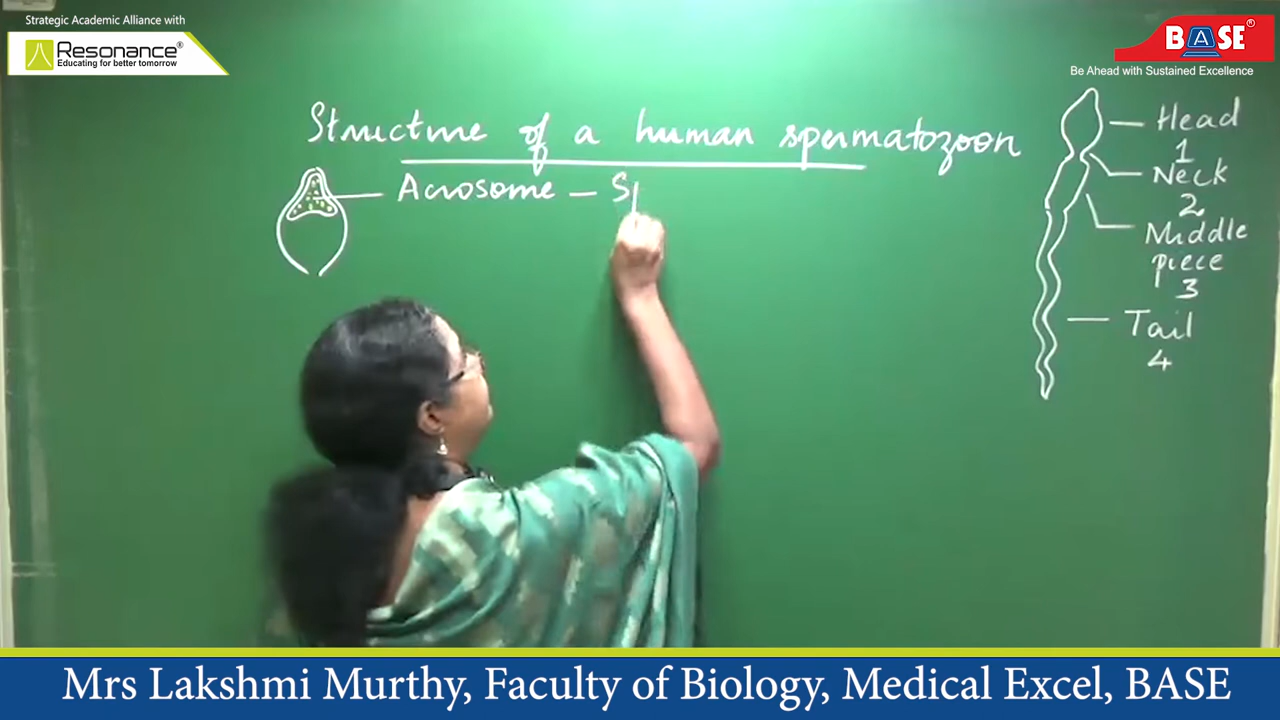 Strategic Academic Alliance with
Resonance®
Educating for better tomorrow
BASE®
Be Ahead with Sustained Excellence
Structure of a human spermatozoon
Acrosome – Sp
Head
1
Neck
2
Middle
piece
3
Tail
4
Mrs Lakshmi Murthy, Faculty of Biology, Medical Excel, BASE